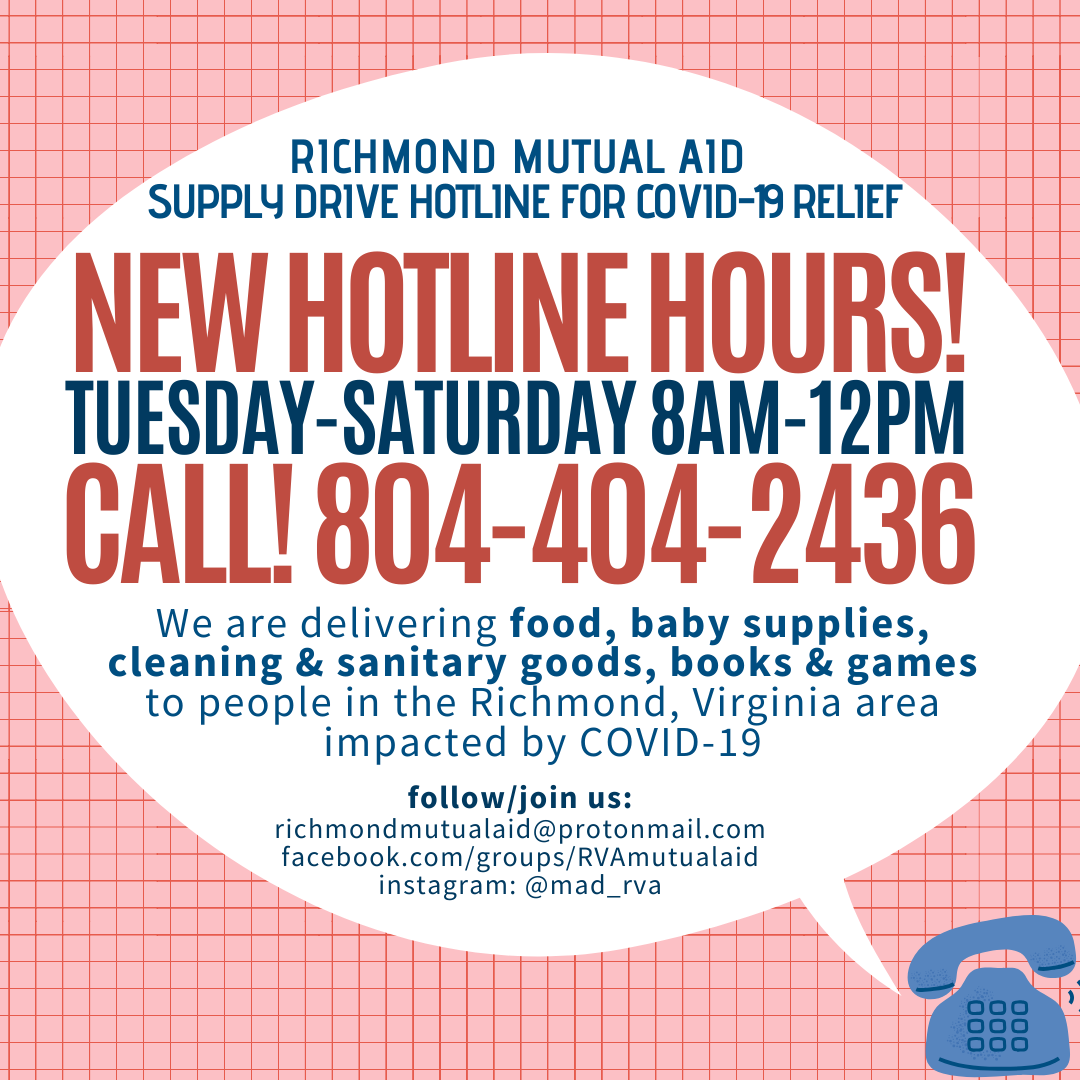 RICHMOND MUTUAL AID
SUPPLY DRIVE HOTLINE FOR COVID-19 RELIEF
NEW HOTLINE HOURS!
TUESDAY-SATURDAY 8AM-12PM
CALL! 804-404-2436
We are delivering food, baby supplies,
cleaning & sanitary goods, books & games
to people in the Richmond, Virginia area
impacted by COVID-19
follow/join us:
richmondmutualaid@protonmail.com
facebook.com/groups/RVAmutualaid
instagram: @mad_rva